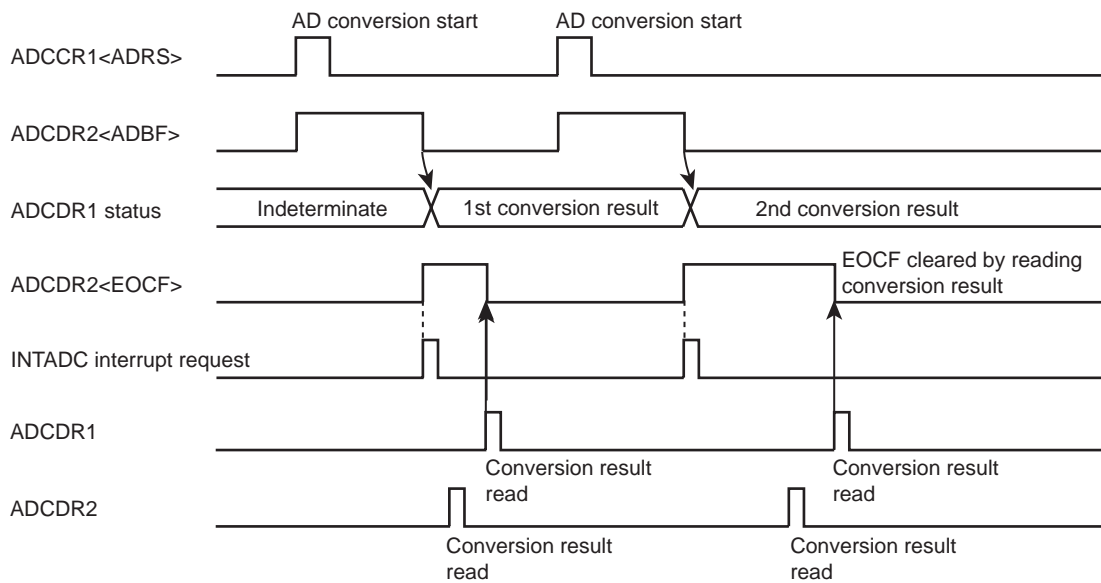 AD conversion start
AD conversion start
ADCCR1<ADRS>
ADCDR2<ADBF>
ADCDR1 status
Indeterminate
1st conversion result
2nd conversion result
ADCDR2<EOCF>
EOCF cleared by reading
conversion result
INTADC interrupt request
ADCDR1
Conversion result
read
Conversion result
read
ADCDR2
Conversion result
read
Conversion result
read